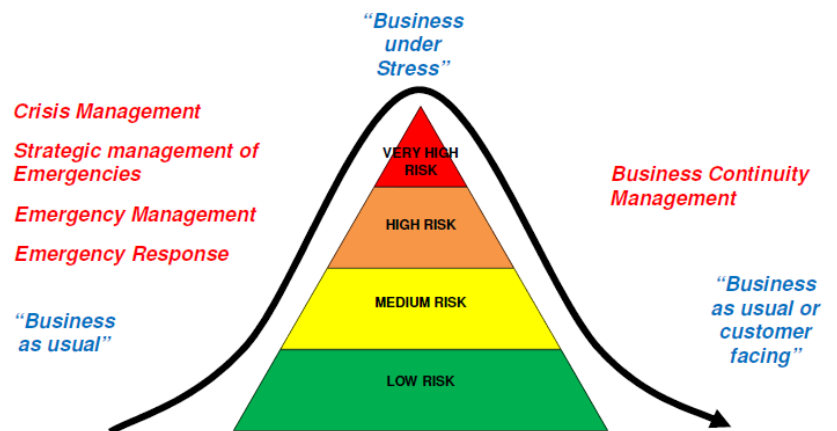 “Business
under
Stress”
Crisis Management
Strategic management of
Emergencies
Emergency Management
Emergency Response
“Business
as usual”
VERY HIGH
RISK
HIGH RISK
MEDIUM RISK
LOW RISK
Business Continuity
Management
“Business
as usual or
customer
facing”